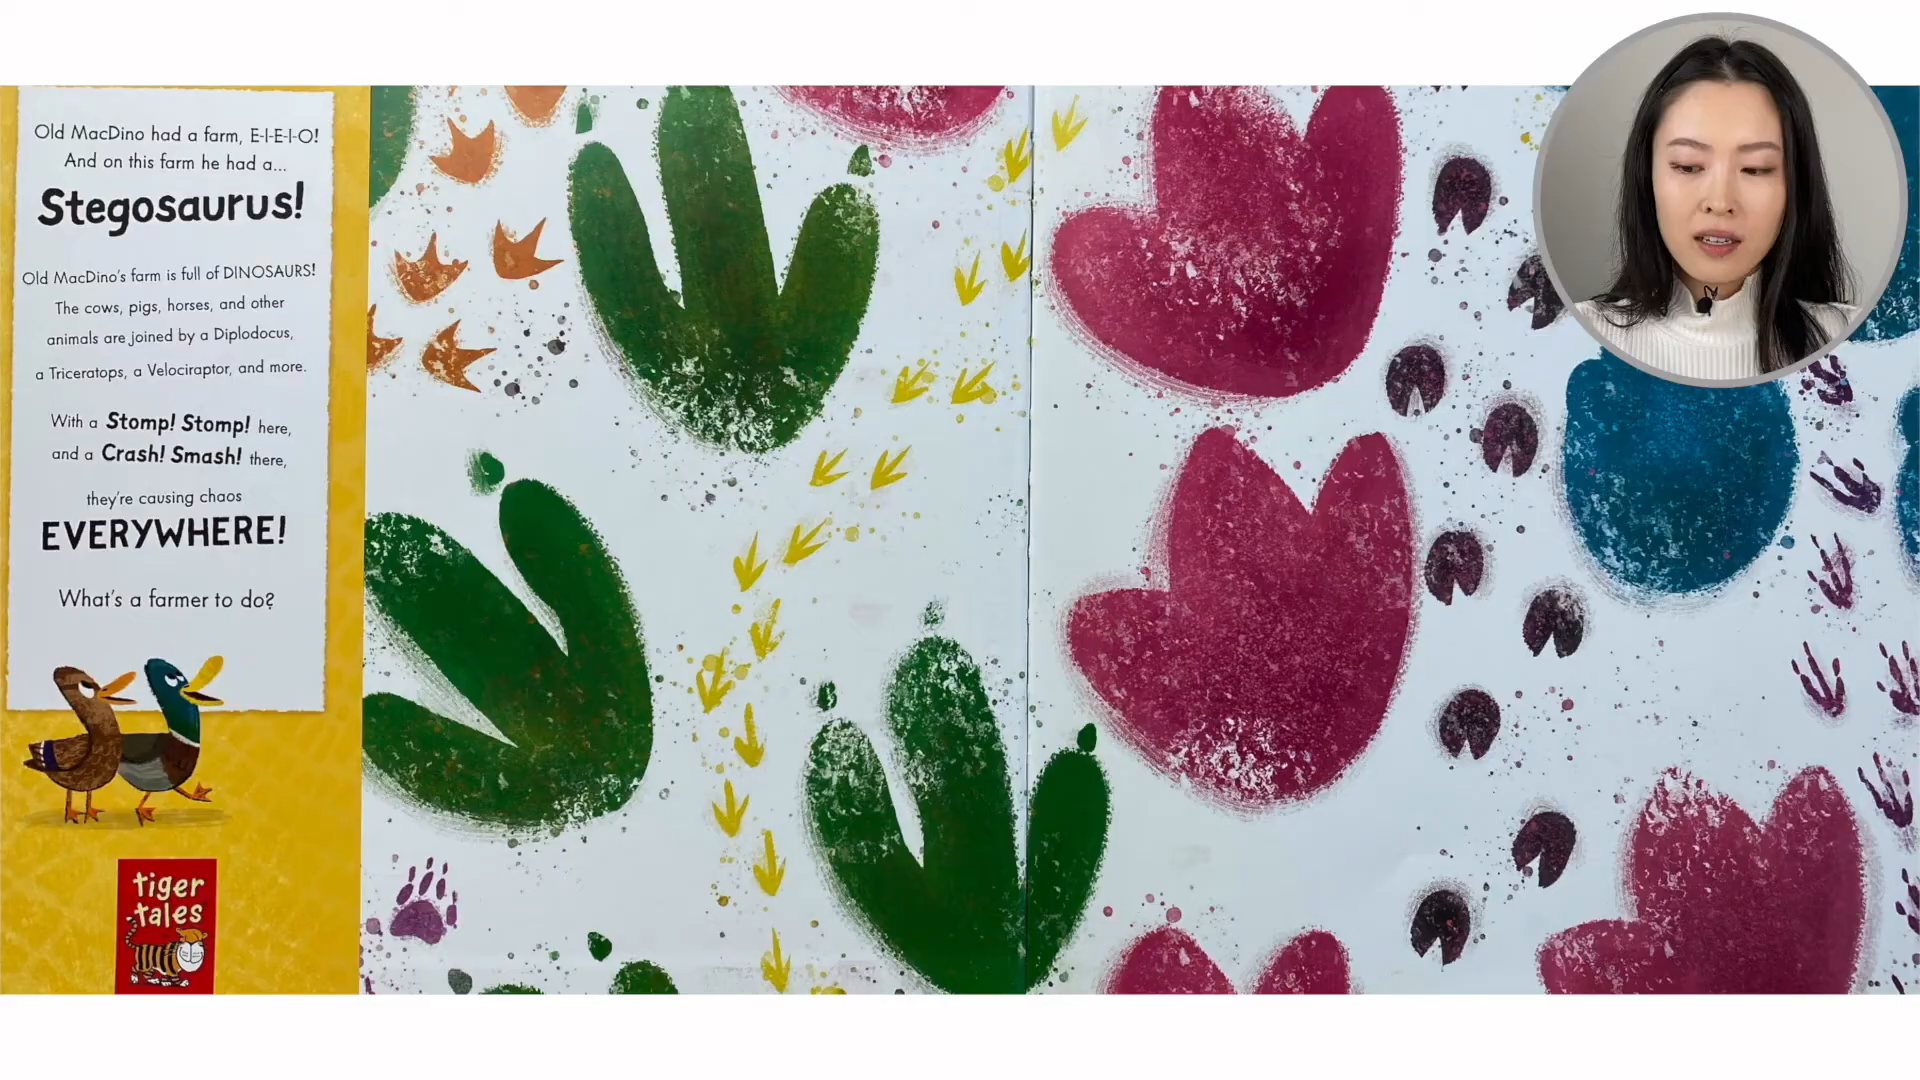 Old MacDino had a farm, E-I-E-I-O!
And on this farm he had a...
Stegosaurus!
Old MacDino's farm is full of DINOSAURS!
The cows, pigs, horses, and other
animals are joined by a Diplodocus,
a Triceratops, a Velociraptor, and more.
With a Stomp! Stomp! here,
and a Crash! Smash! there,
they're causing chaos
EVERYWHERE!
What's a farmer to do?
tiger
tales